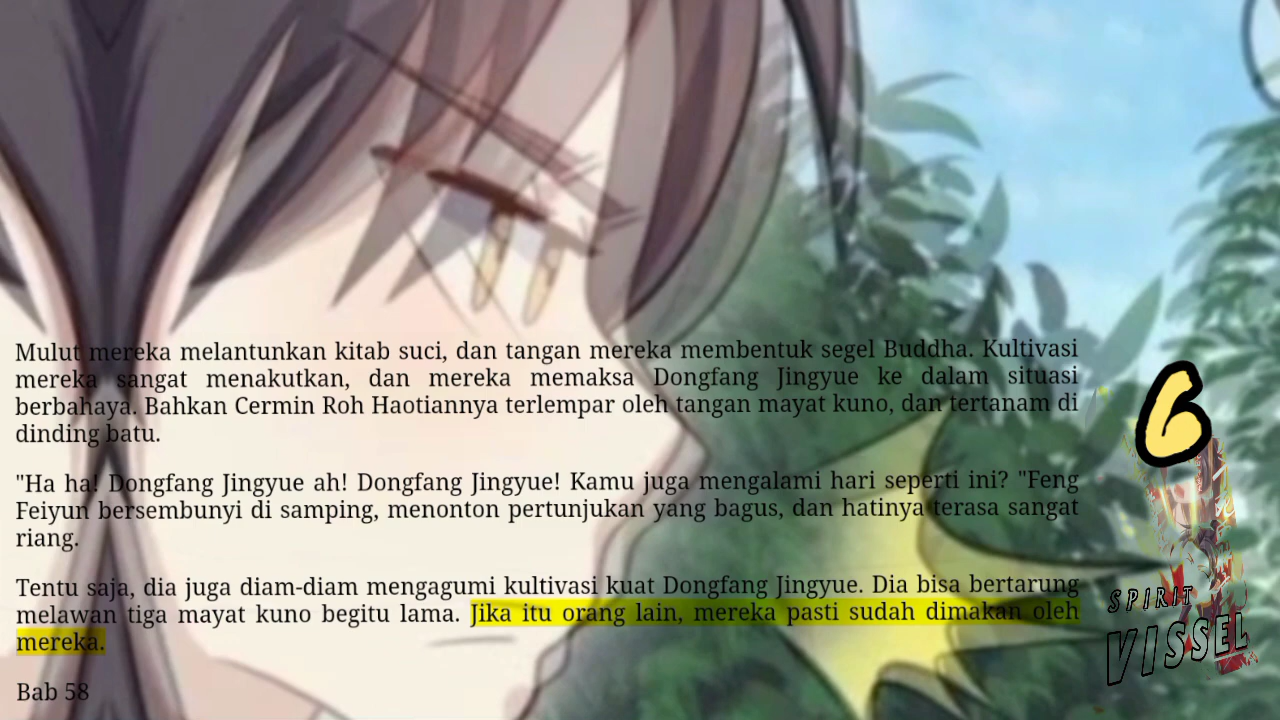 Mulut mereka melantunkan kitab suci, dan tangan mereka membentuk segel Buddha. Kultivasi
mereka sangat menakutkan, dan mereka memaksa Dongfang Jingyue ke dalam situasi
berbahaya. Bahkan Cermin Roh Haotiannya terlempar oleh tangan mayat kuno, dan tertanam di
dinding batu.
"Ha ha! Dongfang Jingyue ah! Dongfang Jingyue! Kamu juga mengalami hari seperti ini? "Feng
Feiyun bersembunyi di samping, menonton pertunjukan yang bagus, dan hatinya terasa sangat
riang.
Tentu saja, dia juga diam-diam mengagumi kultivasi kuat Dongfang Jingyue. Dia bisa bertarung
melawan tiga mayat kuno begitu lama. Jika itu orang lain, mereka pasti sudah dimakan oleh
mereka.
Bab 58
6
SPIRIT
VISSEL